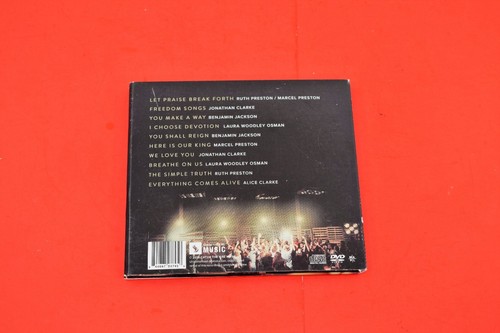 LET PRAISE BREAK FORTH RUTH PRESTON / MARCEL PRESTON
FREEDOM SONGS JONATHAN CLARKE
YOU MAKE A WAY BENJAMIN JACKSON
I CHOOSE DEVOTION LAURA WOODLEY OSMAN
YOU SHALL REIGN BENJAMIN JACKSON
HERE IS OUR KING MARCEL PRESTON
WE LOVE YOU JONATHAN CLARKE
BREATHE ON US LAURA WOODLEY OSMAN
THE SIMPLE TRUTH RUTH PRESTON
EVERYTHING COMES ALIVE ALICE CLARKE
MUSIC
DVD